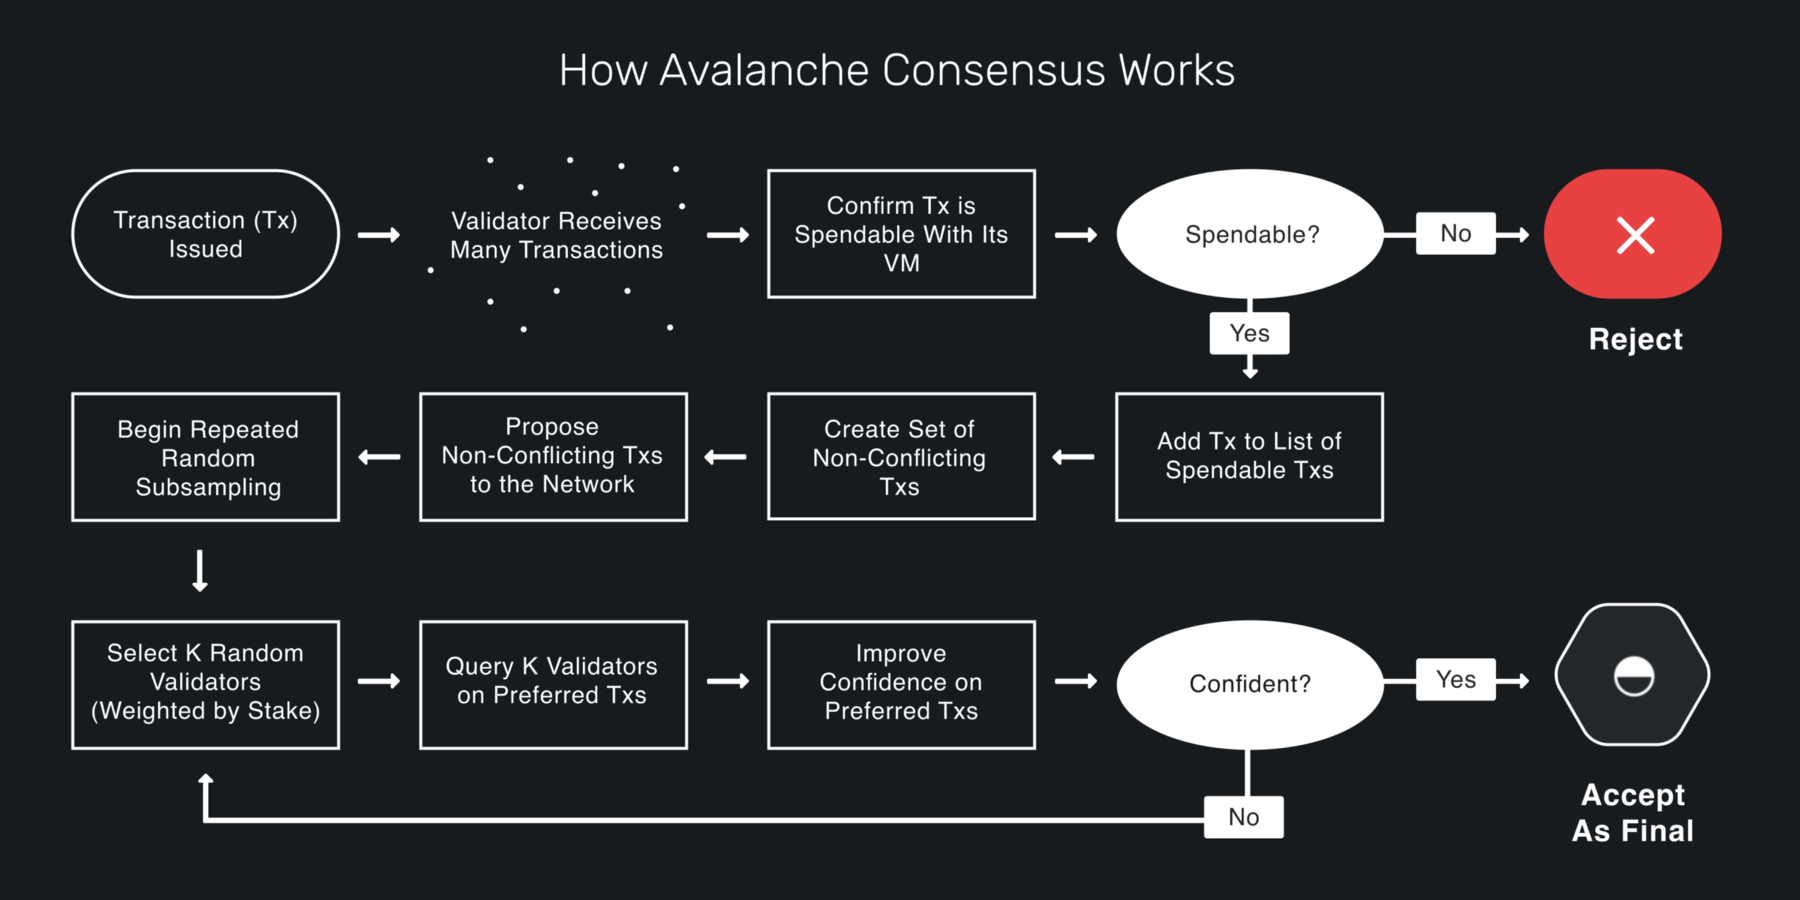 How Avalanche Consensus Works
Transaction (Tx)
Issued
Validator Receives
Many Transactions
Confirm Tx is
Spendable With Its
VM
Spendable?
No
Reject
Yes
Add Tx to List of
Spendable Txs
Create Set of
Non-Conflicting
Txs
Propose
Non-Conflicting Txs
to the Network
Begin Repeated
Random
Subsampling
Select K Random
Validators
(Weighted by Stake)
Query K Validators
on Preferred Txs
Improve
Confidence on
Preferred Txs
Confident?
Yes
Accept
As Final
No